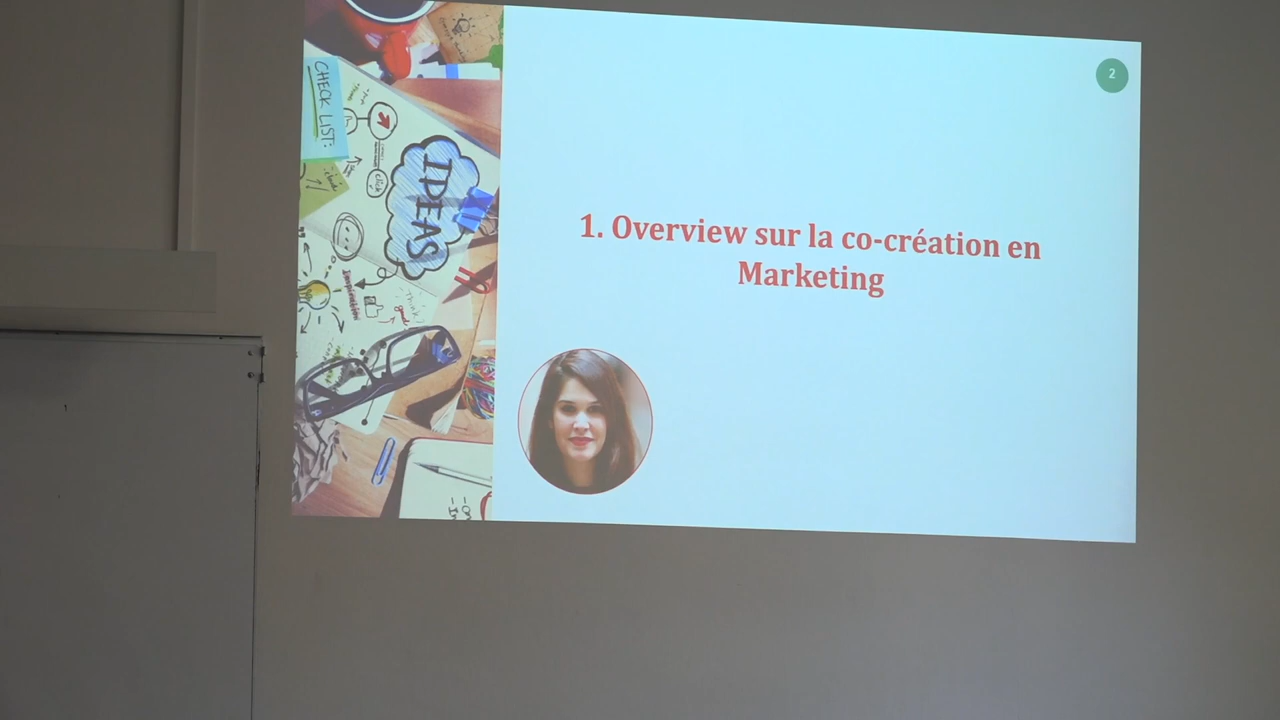 2
CHECK LIST:
IDEAS
1. Overview sur la co-création en
Marketing